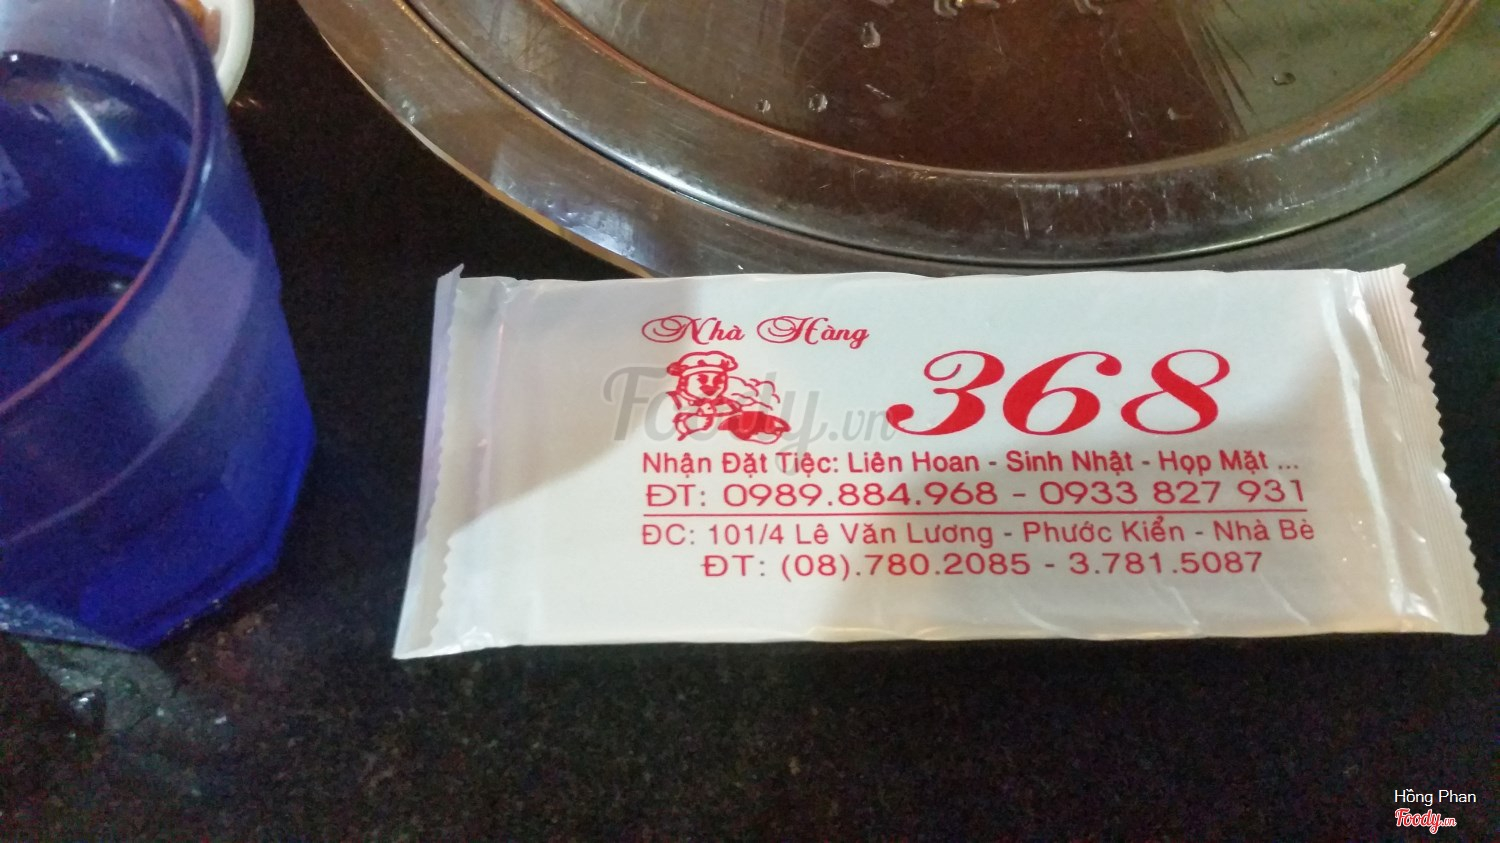 Nhà Hàng
368
Nhận Đặt Tiệc: Liên Hoan - Sinh Nhật - Họp Mặt ...
ĐT: 0989.884.968 - 0933 827 931
ĐC: 101/4 Lê Văn Lương - Phước Kiển - Nhà Bè
ĐT: (08).780.2085 - 3.781.5087
Foody.vn
Hồng Phan
Foody.vn